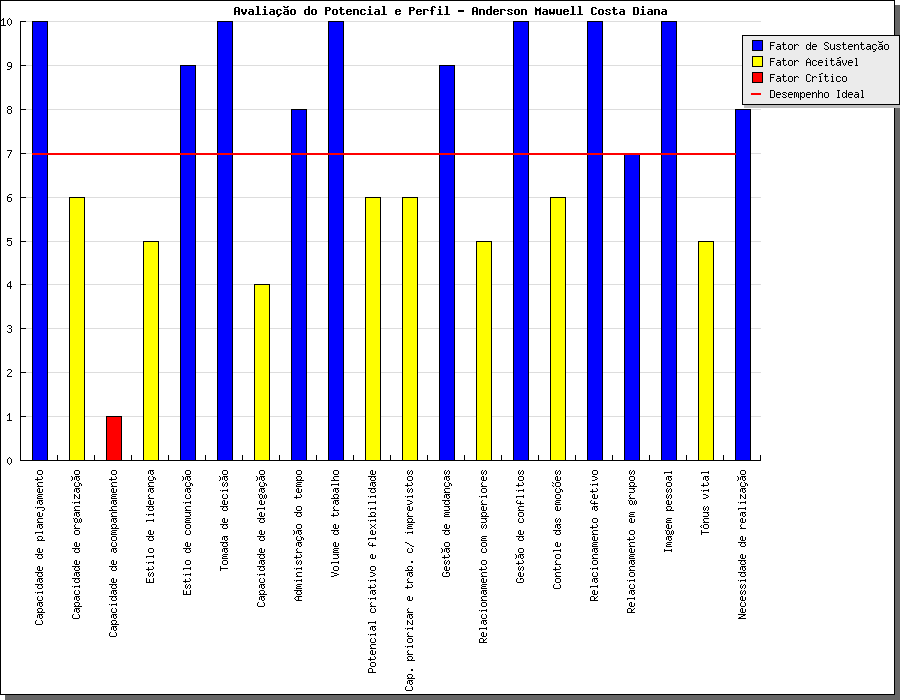 Avaliação do Potencial e Perfil - Anderson Mawuell Costa Diana
Fator de Sustentação
Fator Aceitável
Fator Crítico
Desempenho Ideal
10
9
8
7
6
5
4
3
2
1
0
Capacidade de planejamento
Capacidade de organização
Capacidade de acompanhamento
Estilo de liderança
Estilo de comunicação
Tomada de decisão
Capacidade de delegação
Administração do tempo
Volume de trabalho
Potencial criativo e flexibilidade
Cap. priorizar e trab. c/ imprevistos
Gestão de mudanças
Relacionamento com superiores
Gestão de conflitos
Controle das emoções
Relacionamento afetivo
Relacionamento em grupos
Imagem pessoal
Tônus vital
Necessidade de realização